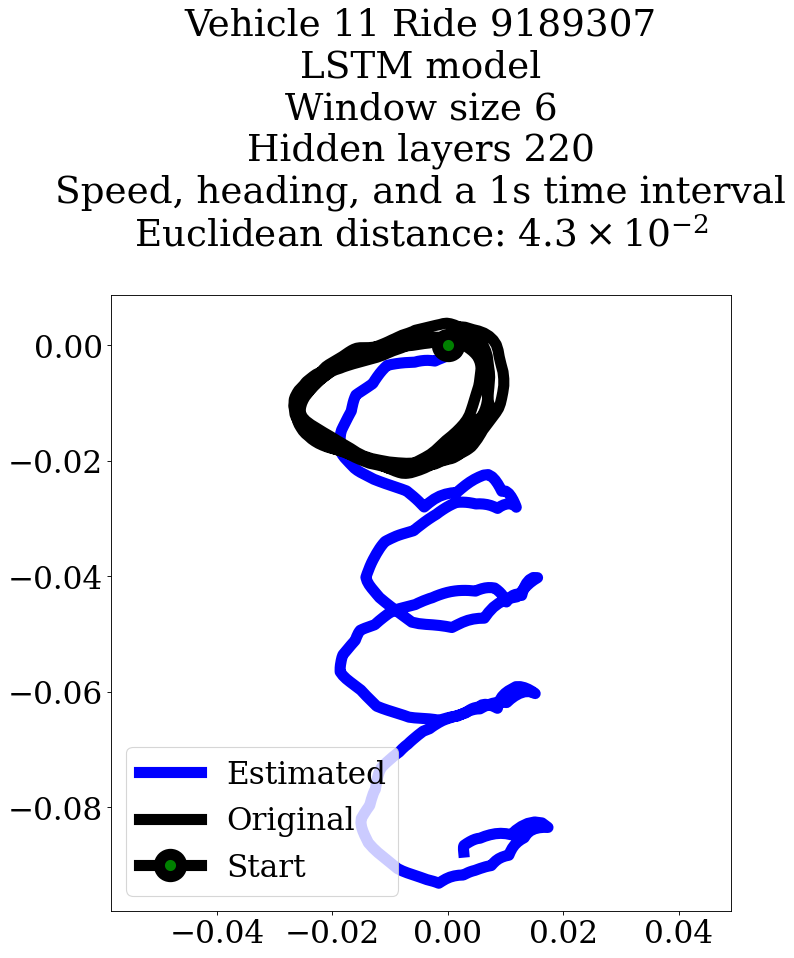 Vehicle 11 Ride 9189307
LSTM model
Window size 6
Hidden layers 220
Speed, heading, and a 1s time interval
Euclidean distance: 4.3 × 10⁻²
0.00
−0.02
−0.04
−0.06
−0.08
Estimated
Original
Start
−0.04 −0.02 0.00 0.02 0.04